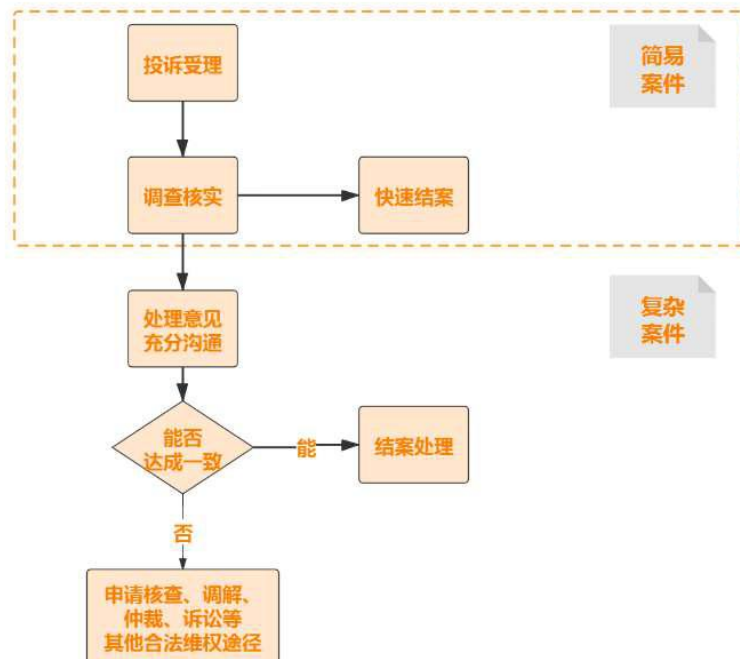 投诉受理
简易
案件
调查核实
快速结案
处理意见
充分沟通
复杂
案件
能否
达成一致
能
结案处理
否
申请核查、调解、
仲裁、诉讼等
其他合法维权途径